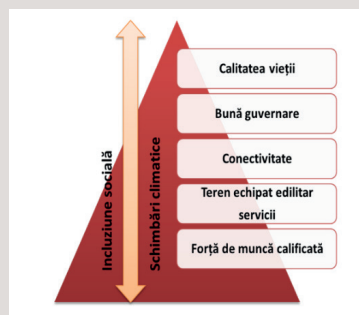 Calitatea vieții
Bună guvernare
Conectivitate
Teren echipat edilitar
servicii
Forță de muncă calificată
Incluziune socială
Schimbări climatice